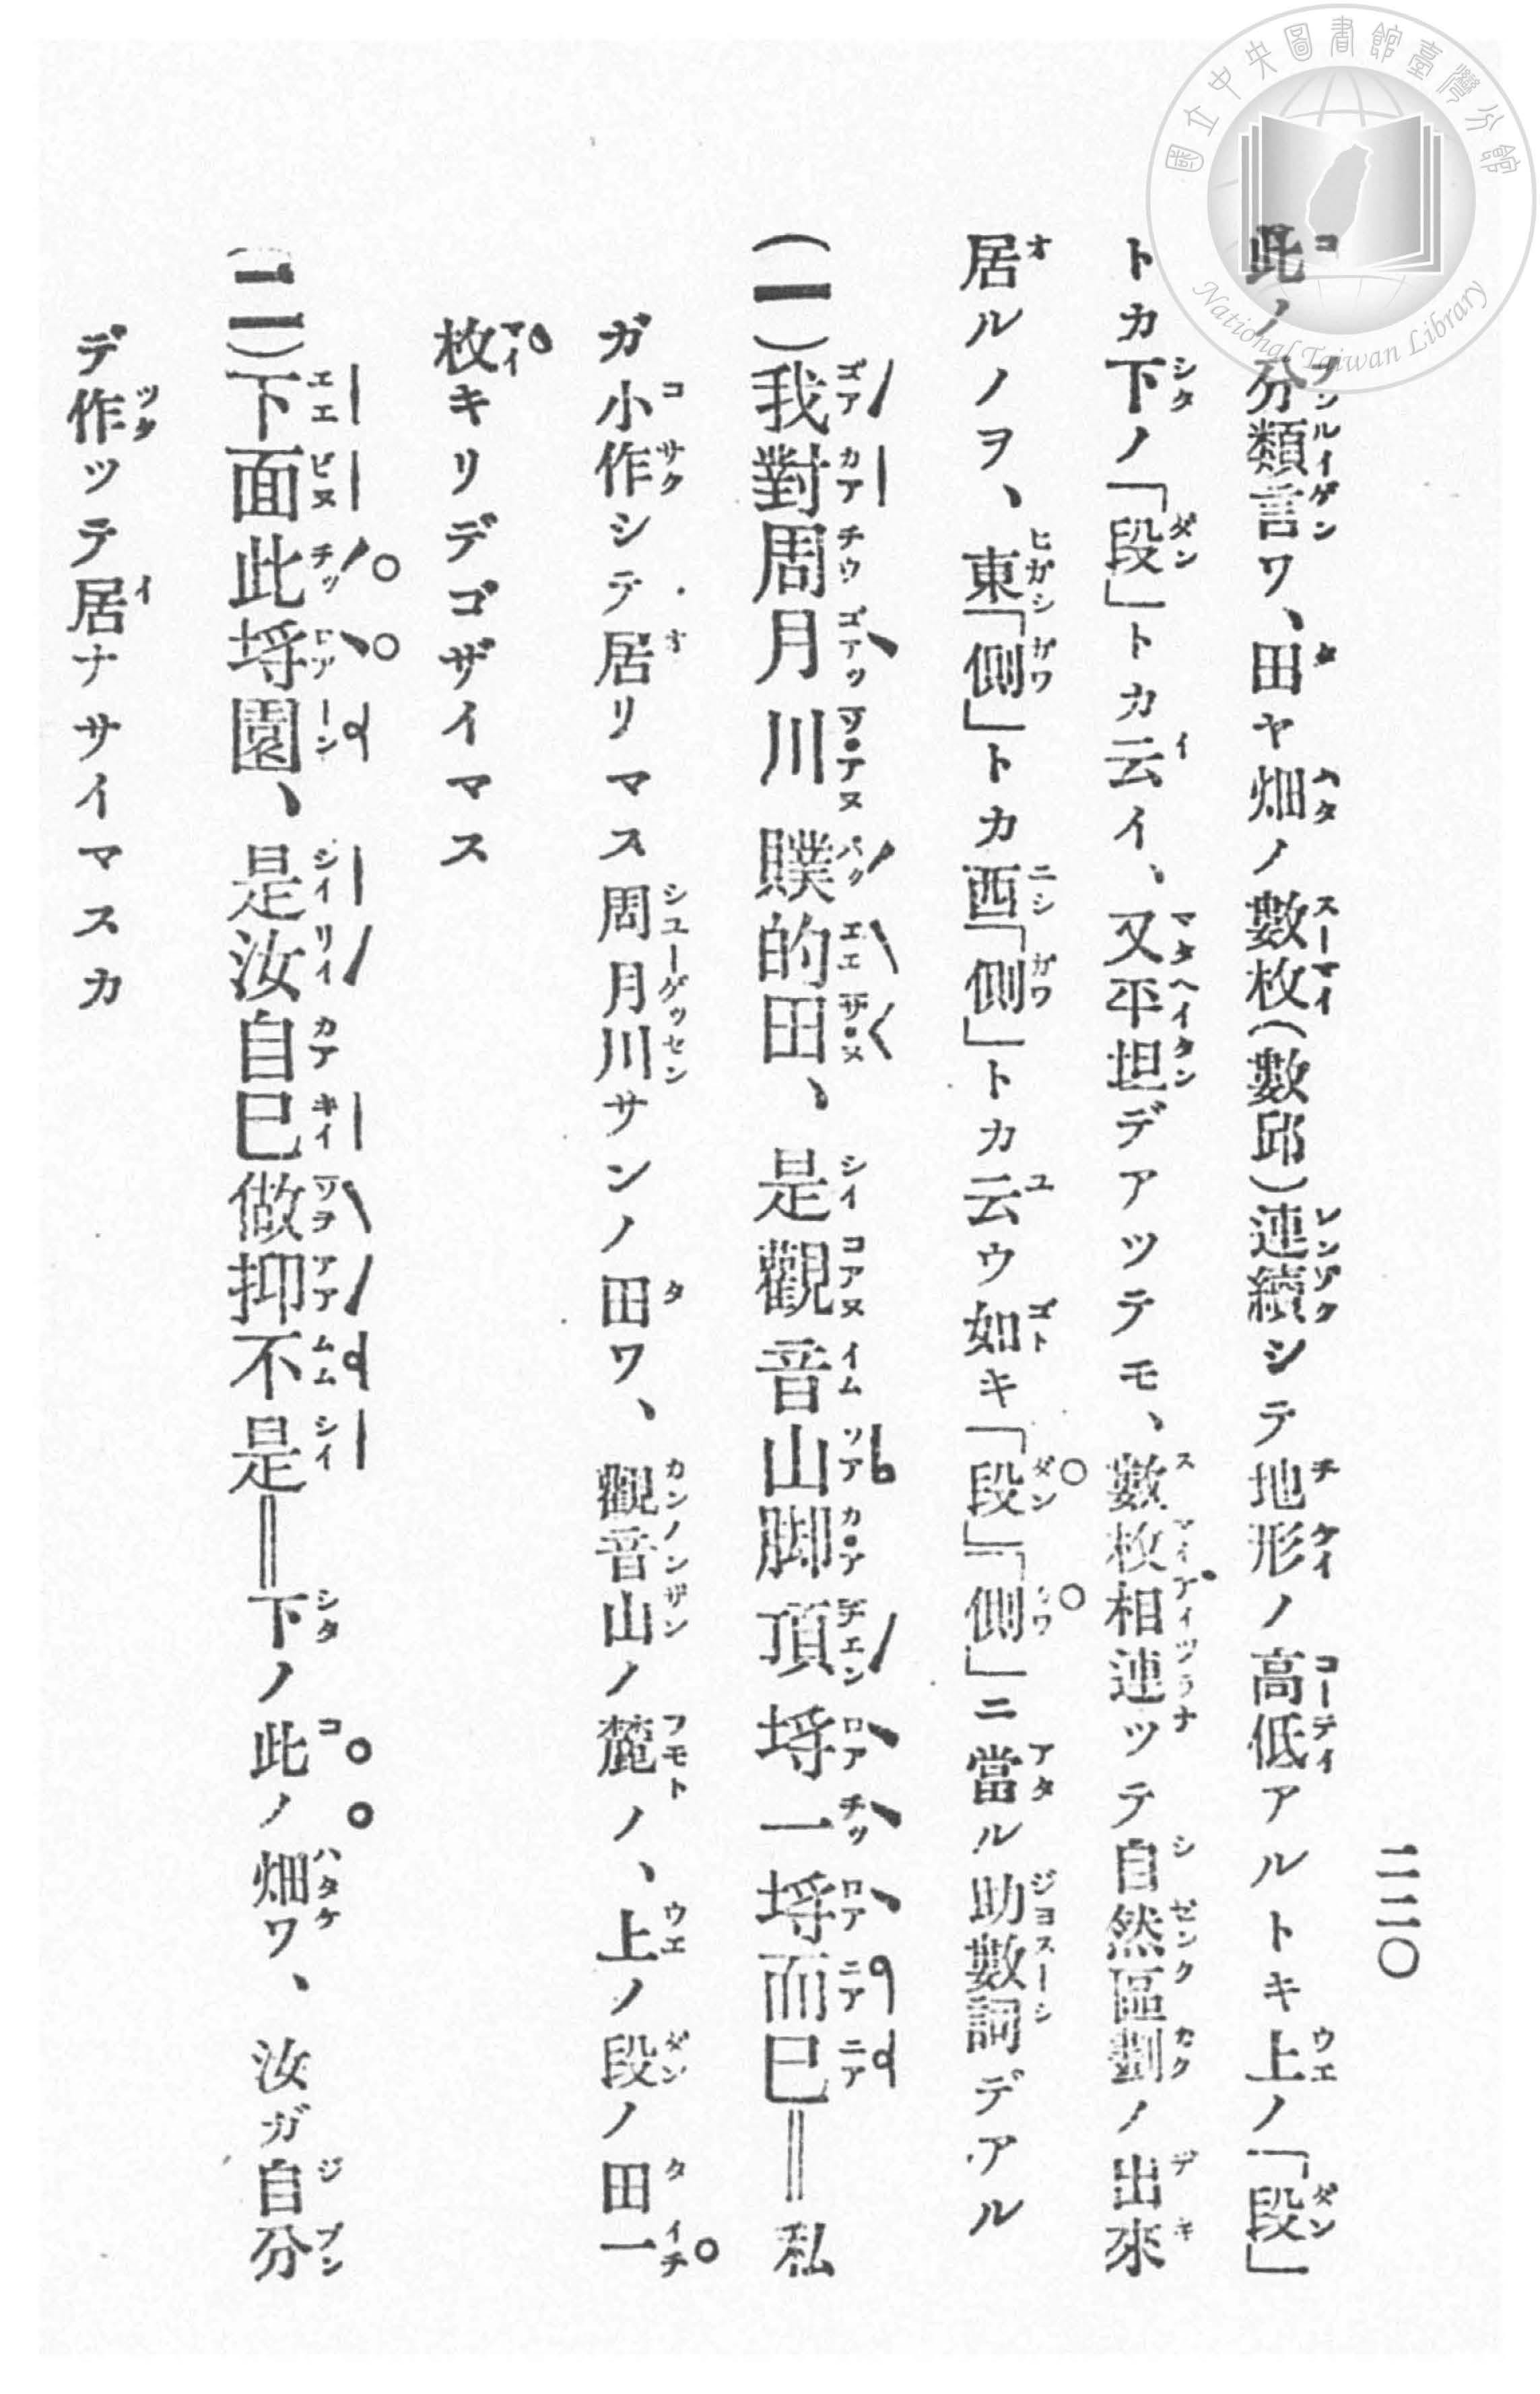 國立中央圖書館臺灣分館
National Taiwan Library
二二〇
此ノ分類言ワ、田ヤ畑ノ數枚(數邱)連續シテ地形ノ高低アルトキ上ノ「段」
トカ下ノ「段」トカ云イ、又平坦デアツテモ、數枚相連ツテ自然區劃ノ出來
居ルノヲ、東「側」トカ西「側」トカ云ウ如キ「段」「側」ニ當ル助數詞デアル
(一)我對周月川贌的田、是觀音山脚頂埒一埒而已＝私
ガ小作シテ居リマス周月川サンノ田ワ、觀音山ノ麓ノ、上ノ段ノ田一
枚キリデゴザイマス
(二)下面此埒園、是汝自己做抑不是＝下ノ此ノ畑ワ、汝ガ自分
デ作ッテ居ナサイマスカ